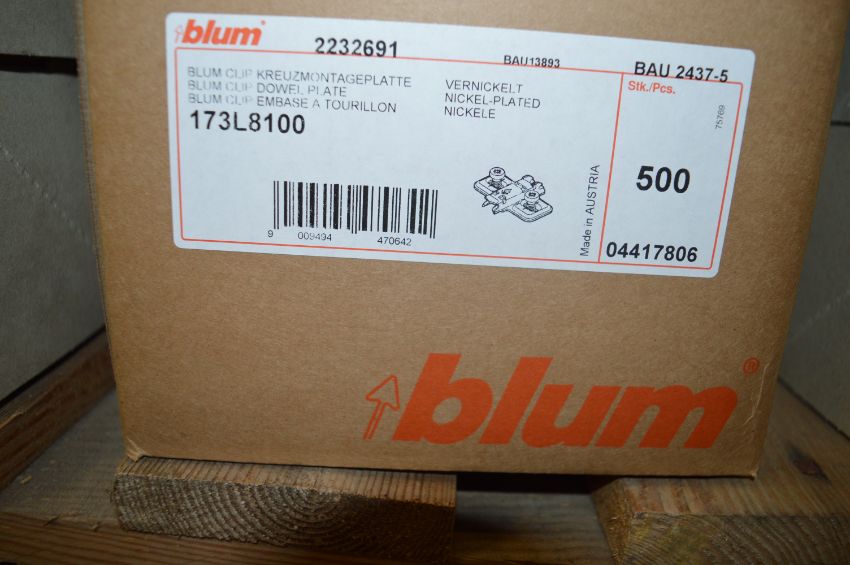 blum®
2232691
BAU13893
BAU 2437-5
BLUM CLIP KREUZMONTAGEPLATTE
BLUM CLIP DOWEL PLATE
BLUM CLIP EMBASE A TOURILLON
VERNICKELT
NICKEL-PLATED
NICKELE
Stk./Pcs.
75769
173L8100
500
Made in AUSTRIA
9 009494 470642
04417806
blum®